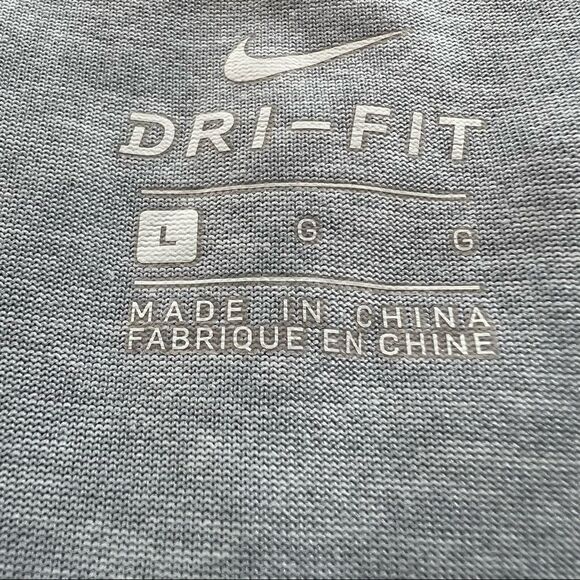 DRI-FIT
L G G
MADE IN CHINA
FABRIQUE EN CHINE